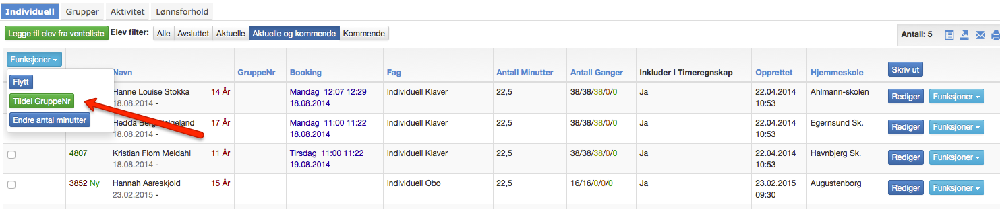 Individuell Grupper Aktivitet Lønnsforhold
Legge til elev fra venteliste Elev filter: Alle Avsluttet Aktuelle Aktuelle og kommende Kommende Antall: 5
Funksjoner
Navn GruppeNr Booking Fag Antall Minutter Antall Ganger Inkluder I Timeregnskap Opprettet Hjemmeskole Skriv ut
Flytt
Tildel GruppeNr
Endre antal minutter
Hanne Louise Stokka 14 År Mandag 12:07 12:29 Individuell Klaver 22,5 38/38/38/0/0 Ja 22.04.2014 Ahlmann-skolen Rediger Funksjoner
18.08.2014 - 18.08.2014 10:53
Hedda Berg Helgeland 17 År Mandag 11:00 11:22 Individuell Klaver 22,5 38/38/38/0/0 Ja 22.04.2014 Egernsund Sk. Rediger Funksjoner
18.08.2014 - 18.08.2014 10:53
4807 Kristian Flom Meldahl 11 År Tirsdag 11:00 11:22 Individuell Klaver 22,5 38/38/38/0/0 Ja 22.04.2014 Havnbjerg Sk. Rediger Funksjoner
18.08.2014 - 19.08.2014 10:53
3852 Ny Hannah Aareskjold 15 År Individuell Obo 22,5 16/16/0/0/0 Ja 23.02.2015 Augustenborg Rediger Funksjoner
23.02.2015 - 09:30